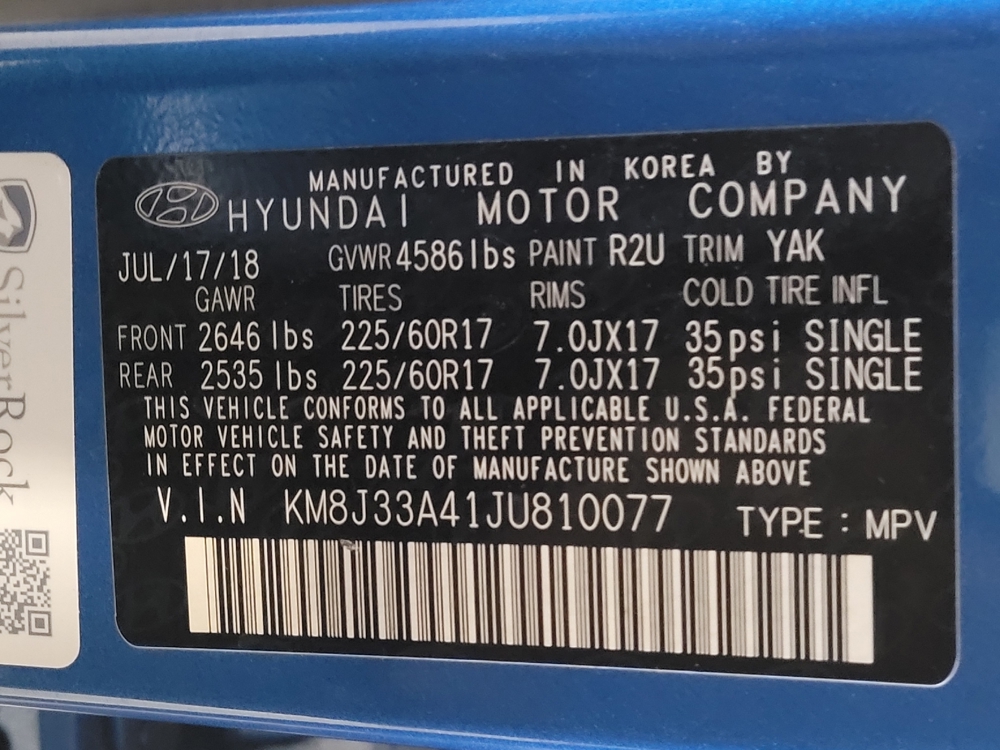 MANUFACTURED IN KOREA BY
HYUNDAI MOTOR COMPANY
JUL/17/18 GVWR 4586lbs PAINT R2U TRIM YAK
GAWR TIRES RIMS COLD TIRE INFL
FRONT 2646 lbs 225/60R17 7.0JX17 35psi SINGLE
REAR 2535 lbs 225/60R17 7.0JX17 35psi SINGLE
THIS VEHICLE CONFORMS TO ALL APPLICABLE U.S.A. FEDERAL
MOTOR VEHICLE SAFETY AND THEFT PREVENTION STANDARDS
IN EFFECT ON THE DATE OF MANUFACTURE SHOWN ABOVE
V.I.N KM8J33A41JU810077 TYPE : MPV
SilverRock